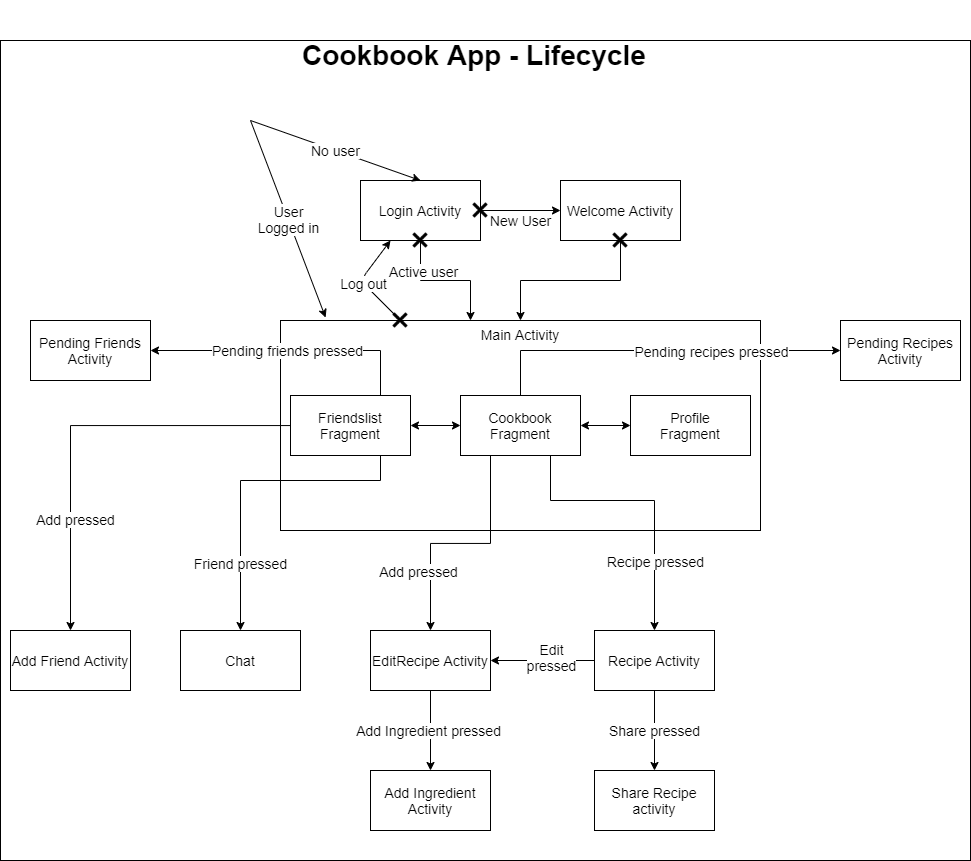 Cookbook App - Lifecycle
No user
Login Activity
Welcome Activity
New User
User
Logged in
Active user
Log out
Main Activity
Pending Friends
Activity
Pending friends pressed
Pending recipes pressed
Pending Recipes
Activity
Friendslist
Fragment
Cookbook
Fragment
Profile
Fragment
Add pressed
Friend pressed
Add pressed
Recipe pressed
Add Friend Activity
Chat
EditRecipe Activity
Edit
pressed
Recipe Activity
Add Ingredient pressed
Share pressed
Add Ingredient
Activity
Share Recipe
activity